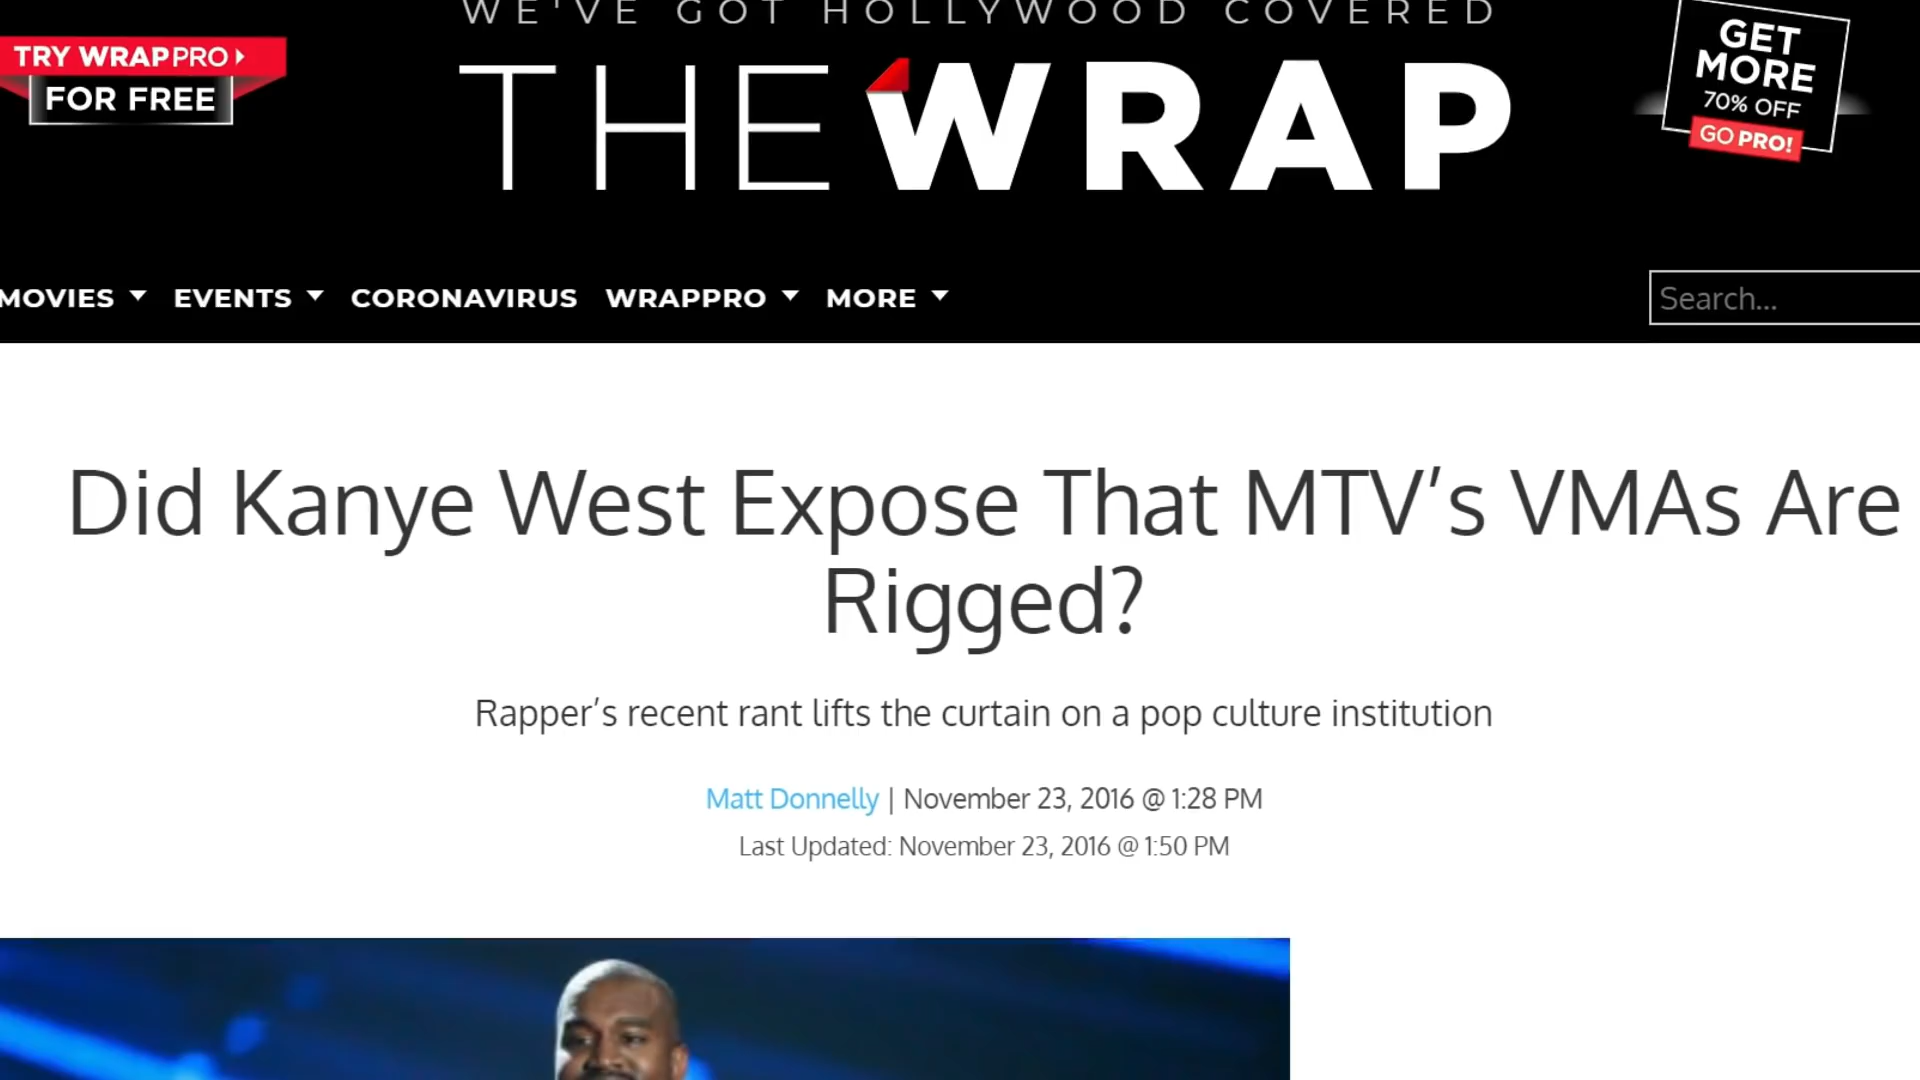 WE'VE GOT HOLLYWOOD COVERED
TRY WRAPPRO
FOR FREE
THEWRAP
GET
MORE
70% OFF
GO PRO!
MOVIES EVENTS CORONAVIRUS WRAPPRO MORE
Search...
Did Kanye West Expose That MTV’s VMAs Are
Rigged?
Rapper’s recent rant lifts the curtain on a pop culture institution
Matt Donnelly | November 23, 2016 @ 1:28 PM
Last Updated: November 23, 2016 @ 1:50 PM